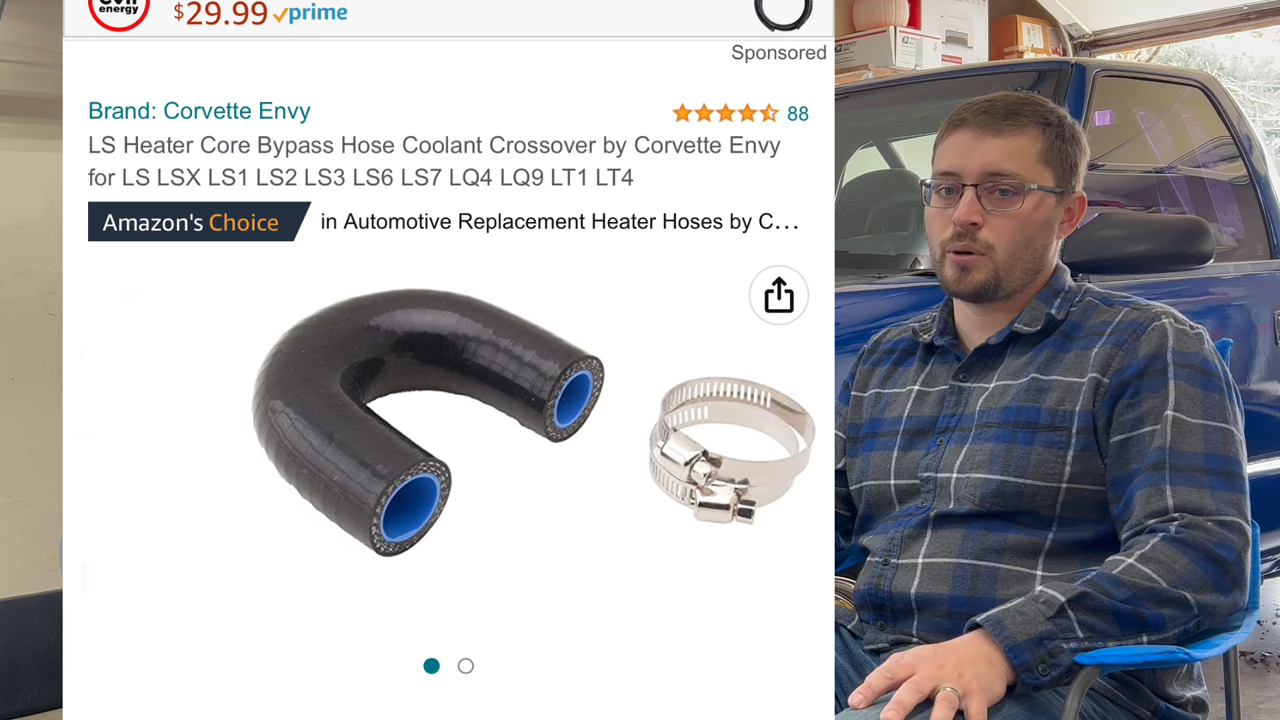 energy
$29.99 prime
Sponsored
Brand: Corvette Envy
88
LS Heater Core Bypass Hose Coolant Crossover by Corvette Envy
for LS LSX LS1 LS2 LS3 LS6 LS7 LQ4 LQ9 LT1 LT4
Amazon's Choice in Automotive Replacement Heater Hoses by C...